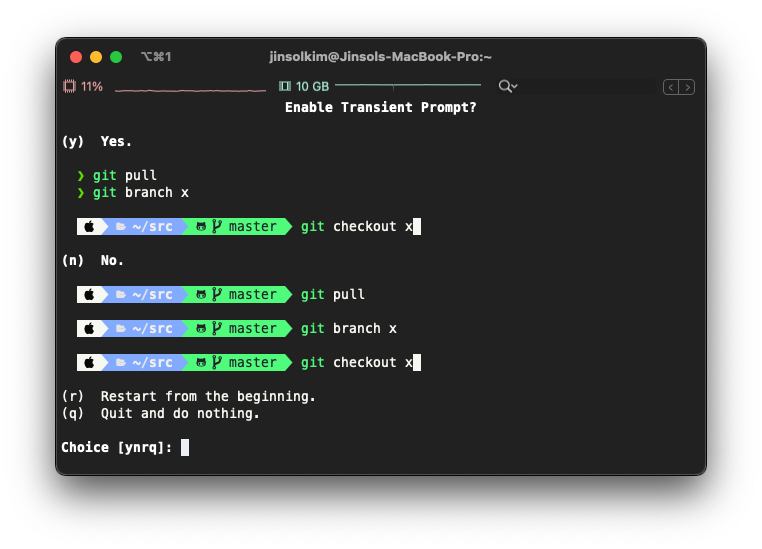 ⌥⌘1 jinsolkim@Jinsols-MacBook-Pro:~
11% 10 GB
Enable Transient Prompt?
(y) Yes.
❯ git pull
❯ git branch x
~/src master git checkout x
(n) No.
~/src master git pull
~/src master git branch x
~/src master git checkout x
(r) Restart from the beginning.
(q) Quit and do nothing.
Choice [ynrq]: